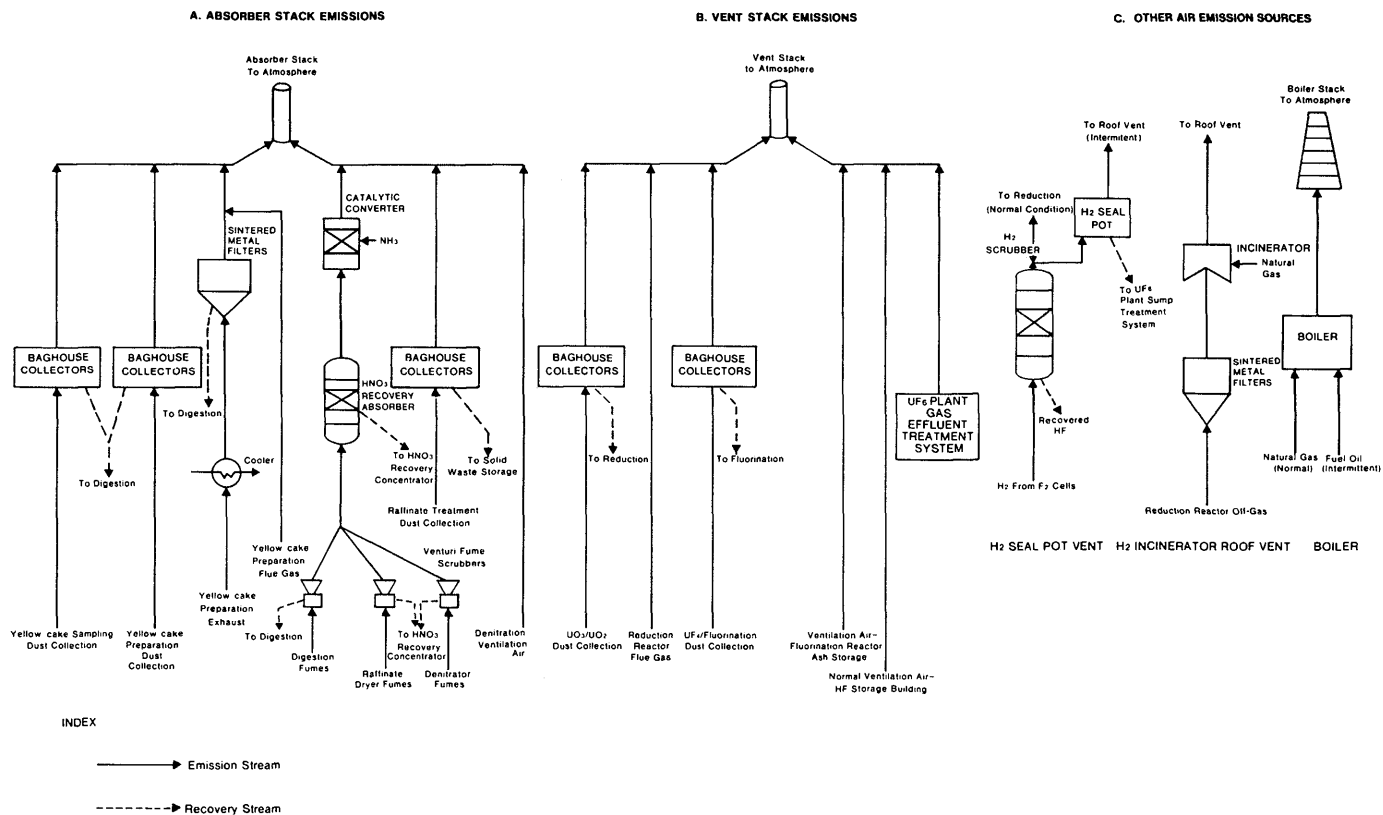 A. ABSORBER STACK EMISSIONS
Absorber Stack
To Atmosphere
CATALYTIC
CONVERTER
NH3
SINTERED
METAL
FILTERS
BAGHOUSE
COLLECTORS
BAGHOUSE
COLLECTORS
BAGHOUSE
COLLECTORS
HNO3
RECOVERY
ABSORBER
To Digestion
To Digestion
Cooler
To HNO3
Recovery
Concentrator
To Solid
Waste Storage
Raffinate Treatment
Dust Collection
Yellow cake
Preparation
Flue Gas
Venturi Fume
Scrubbers
Yellow cake
Preparation
Exhaust
Yellow cake Sampling
Dust Collection
Yellow cake
Preparation
Dust
Collection
To Digestion
Digestion
Fumes
To HNO3
Recovery
Concentrator
Raffinate
Dryer Fumes
Denitrator
Fumes
Denitration
Ventilation
Air
B. VENT STACK EMISSIONS
Vent Stack
to Atmosphere
BAGHOUSE
COLLECTORS
BAGHOUSE
COLLECTORS
UF6 PLANT
GAS
EFFLUENT
TREATMENT
SYSTEM
To Reduction
To Fluorination
UO3/UO2
Dust Collection
Reduction
Reactor
Flue Gas
UF4/Fluorination
Dust Collection
Ventilation Air–
Fluorination Reactor
Ash Storage
Normal Ventilation Air–
HF Storage Building
C. OTHER AIR EMISSION SOURCES
To Roof Vent
(Intermitent)
To Reduction
(Normal Condition)
H2
SCRUBBER
H2 SEAL
POT
To UF6
Plant Sump
Treatment
System
Recovered
HF
H2 From F2 Cells
To Roof Vent
INCINERATOR
Natural
Gas
SINTERED
METAL
FILTERS
Reduction Reactor Off-Gas
Boiler Stack
To Atmosphere
BOILER
Natural Gas
(Normal)
Fuel Oil
(Intermittent)
H2 SEAL POT VENT
H2 INCINERATOR ROOF VENT
BOILER
INDEX
Emission Stream
Recovery Stream